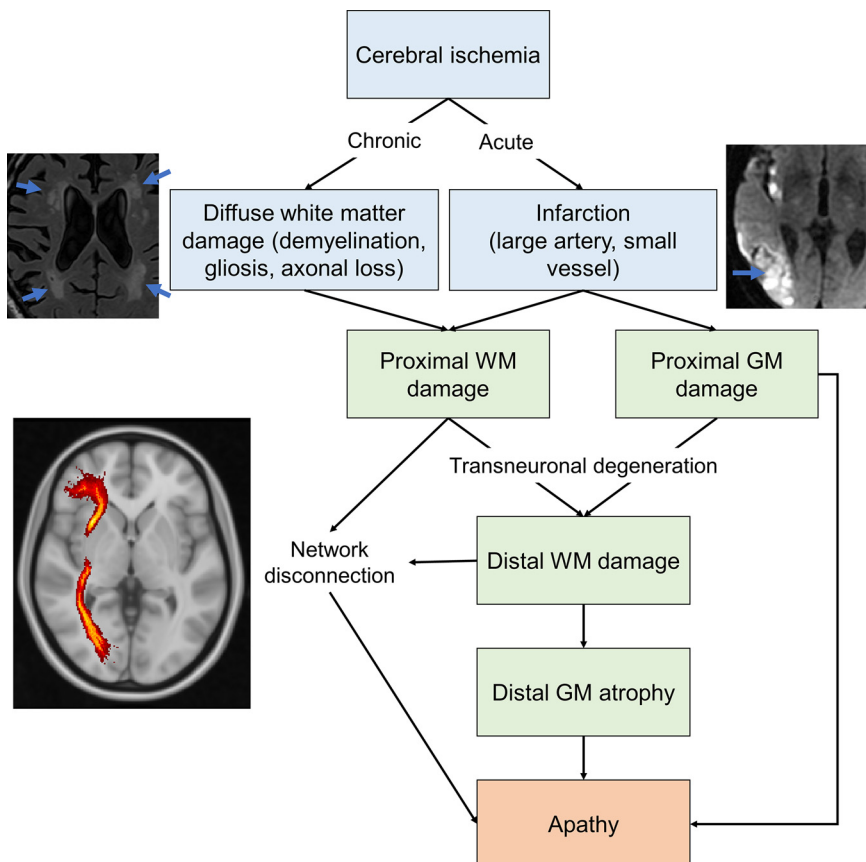 Cerebral ischemia
Chronic
Acute
Diffuse white matter
damage (demyelination,
gliosis, axonal loss)
Infarction
(large artery, small
vessel)
Proximal WM
damage
Proximal GM
damage
Transneuronal degeneration
Network
disconnection
Distal WM damage
Distal GM atrophy
Apathy